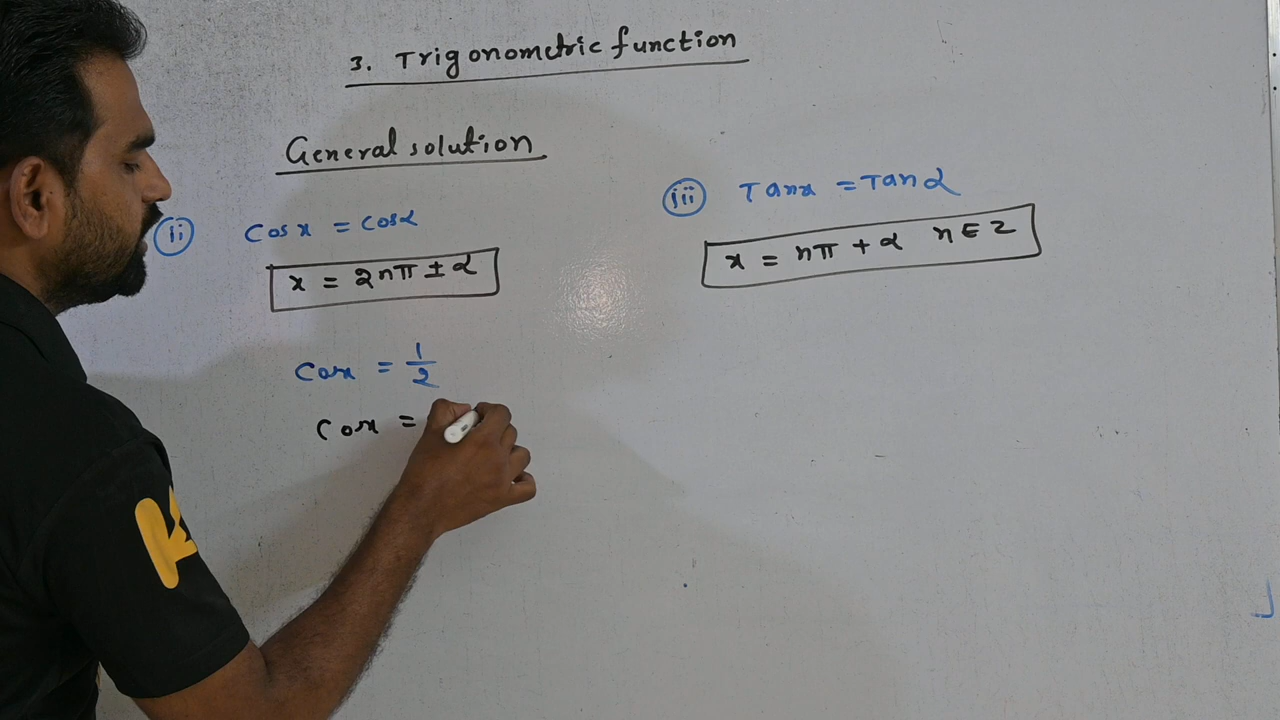 3. Trigonometric function
General solution
ii Cos x = Cos α
x = 2nπ ± α
Cos x = 1/2
Cos x =
iii Tan x = Tan α
x = nπ + α n ∈ Z